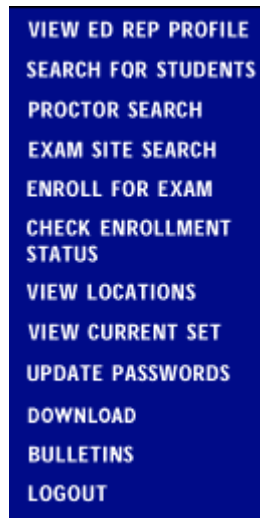 VIEW ED REP PROFILE
SEARCH FOR STUDENTS
PROCTOR SEARCH
EXAM SITE SEARCH
ENROLL FOR EXAM
CHECK ENROLLMENT
STATUS
VIEW LOCATIONS
VIEW CURRENT SET
UPDATE PASSWORDS
DOWNLOAD
BULLETINS
LOGOUT